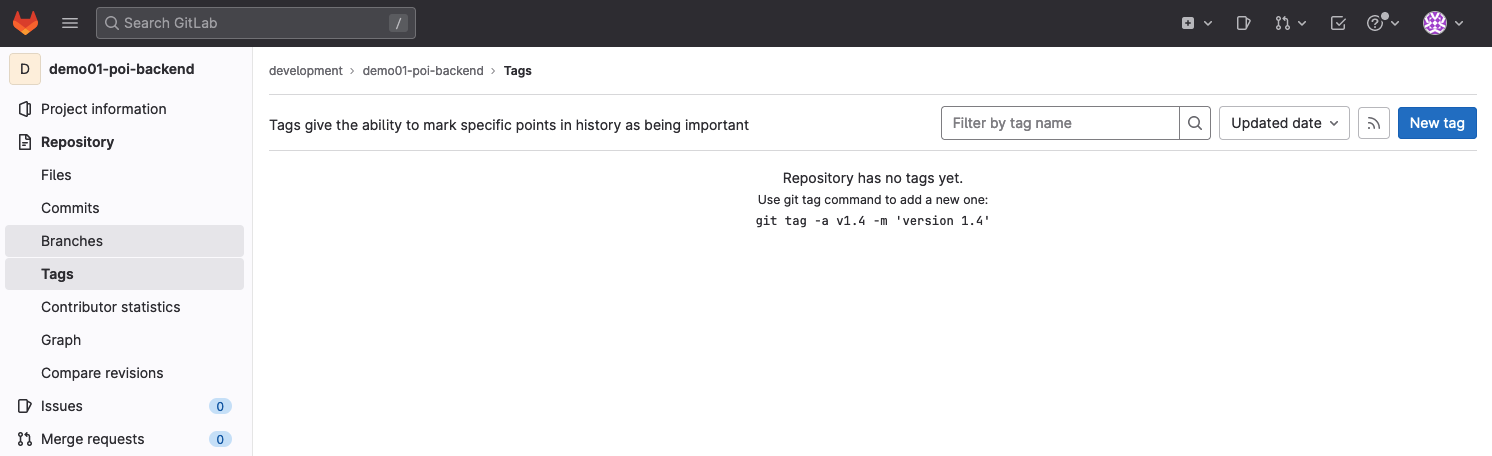 Search GitLab /
D demo01-poi-backend
Project information
Repository
Files
Commits
Branches
Tags
Contributor statistics
Graph
Compare revisions
Issues 0
Merge requests 0
development › demo01-poi-backend › Tags
Tags give the ability to mark specific points in history as being important
Filter by tag name
Updated date
New tag
Repository has no tags yet.
Use git tag command to add a new one:
git tag -a v1.4 -m 'version 1.4'